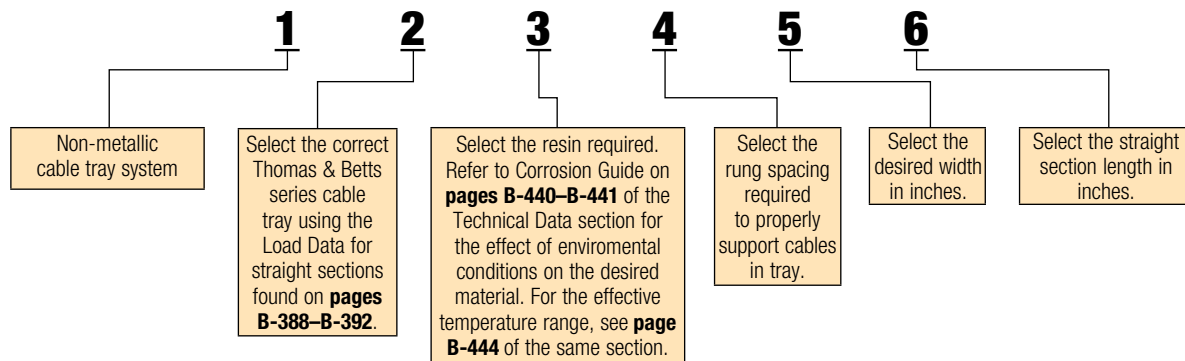 1 2 3 4 5 6
Non-metallic
cable tray system
Select the correct
Thomas & Betts
series cable
tray using the
Load Data for
straight sections
found on pages
B-388–B-392.
Select the resin required.
Refer to Corrosion Guide on
pages B-440–B-441 of the
Technical Data section for
the effect of enviromental
conditions on the desired
material. For the effective
temperature range, see page
B-444 of the same section.
Select the
rung spacing
required
to properly
support cables
in tray.
Select the
desired width
in inches.
Select the straight
section length in
inches.